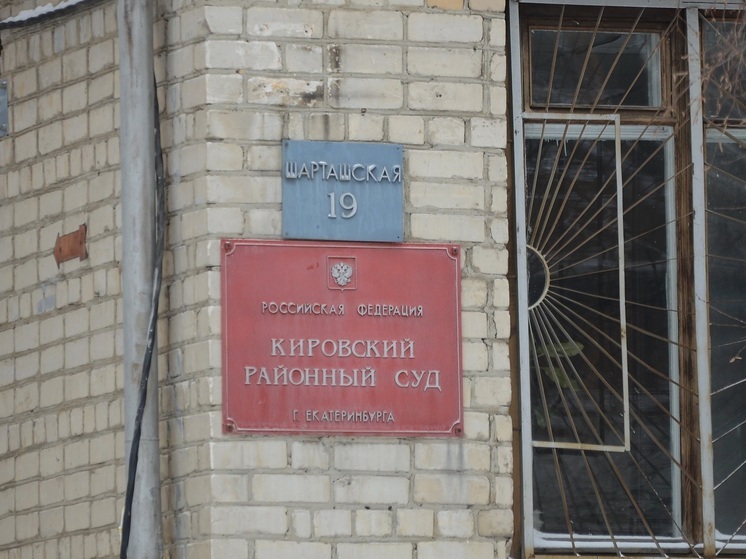 ШАРТАШСКАЯ
19
РОССИЙСКАЯ ФЕДЕРАЦИЯ
КИРОВСКИЙ
РАЙОННЫЙ СУД
Г. ЕКАТЕРИНБУРГА